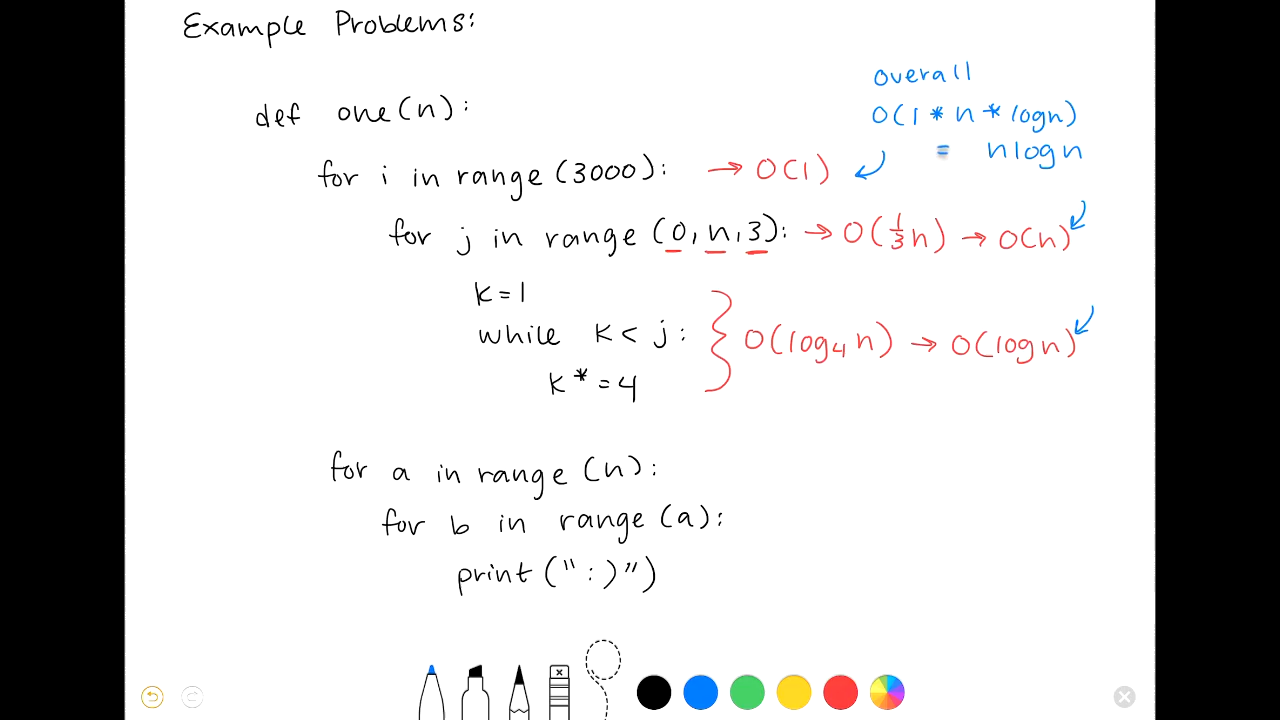 Example Problems:
overall
def one(n):
O(1 * n * logn)
= nlogn
for i in range (3000): → O(1)
for j in range (0, n, 3): → O(1/3 n) → O(n)
k = 1
while k < j: } O(log₄ n) → O(logn)
k * = 4
for a in range (n):
for b in range (a):
print (" : ) ")